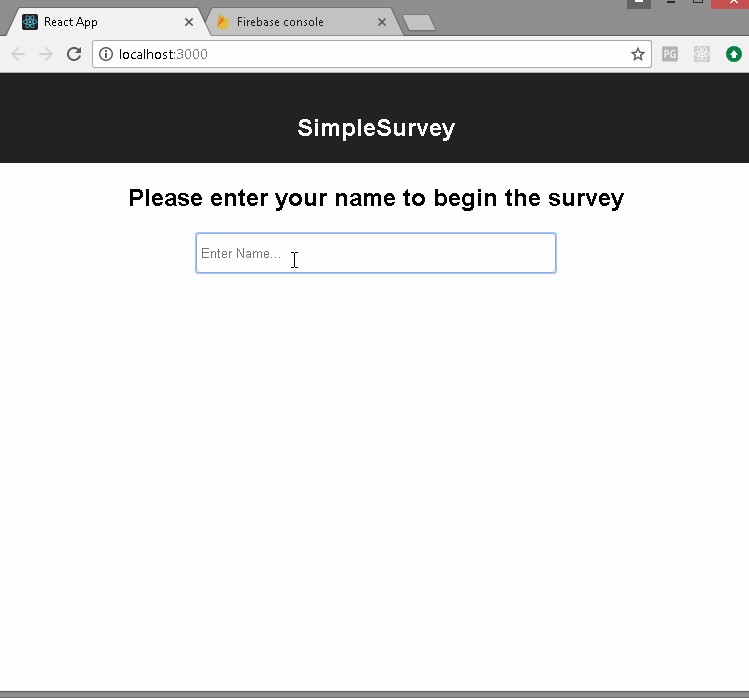 React App
Firebase console
localhost:3000
PG
SimpleSurvey
Please enter your name to begin the survey
Enter Name...